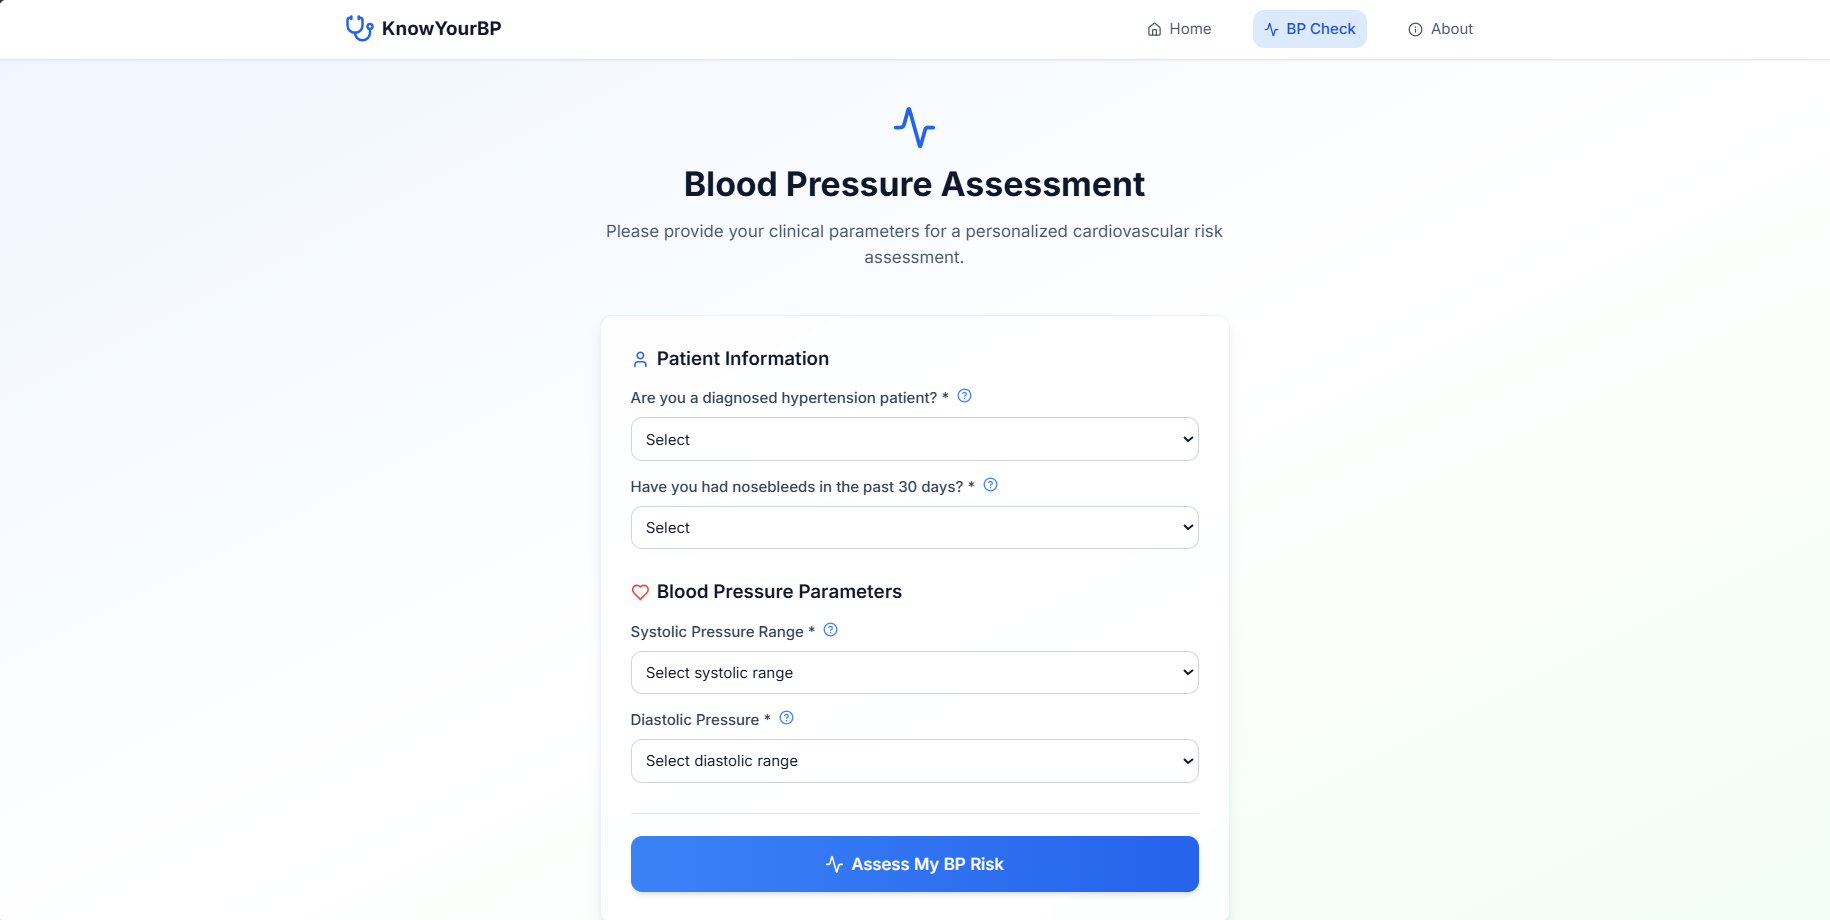 KnowYourBP
Home
BP Check
About
Blood Pressure Assessment
Please provide your clinical parameters for a personalized cardiovascular risk
assessment.
Patient Information
Are you a diagnosed hypertension patient? *
Select
Have you had nosebleeds in the past 30 days? *
Select
Blood Pressure Parameters
Systolic Pressure Range *
Select systolic range
Diastolic Pressure *
Select diastolic range
Assess My BP Risk